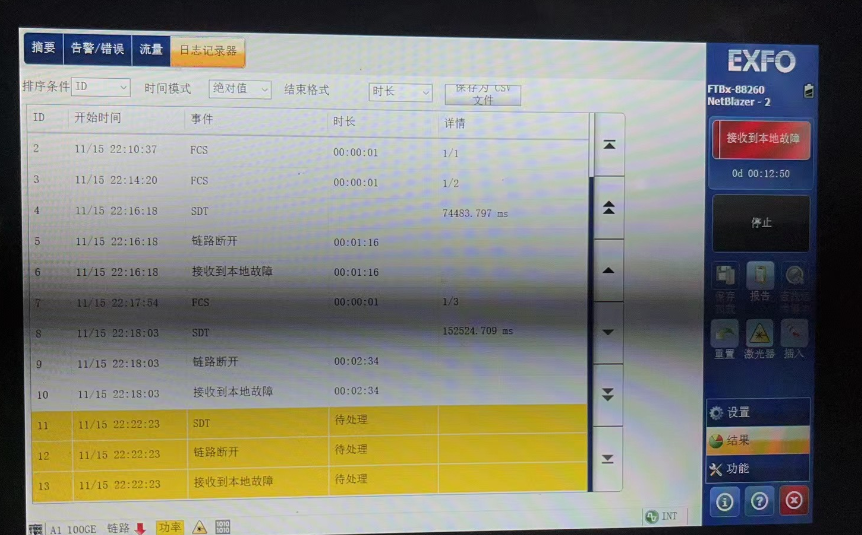 摘要 告警/错误 流量 日志记录器
EXFO
FTBx-88260
NetBlazer - 2
排序条件 ID 时间模式 绝对值 结束格式 时长 保存为 CSV
文件
ID 开始时间 事件 时长 详情
2 11/15 22:10:37 FCS 00:00:01 1/1
3 11/15 22:14:20 FCS 00:00:01 1/2
4 11/15 22:16:18 SDT 74483.797 ms
5 11/15 22:16:18 链路断开 00:01:16
6 11/15 22:16:18 接收到本地故障 00:01:16
7 11/15 22:17:54 FCS 00:00:01 1/3
8 11/15 22:18:03 SDT 152524.709 ms
9 11/15 22:18:03 链路断开 00:02:34
10 11/15 22:18:03 接收到本地故障 00:02:34
11 11/15 22:22:23 SDT 待处理
12 11/15 22:22:23 链路断开 待处理
13 11/15 22:22:23 接收到本地故障 待处理
接收到本地故障
0d 00:12:50
停止
保存 报告
重置 激光器 插入
设置
结果
功能
A1 100GE 链路 功率
INT